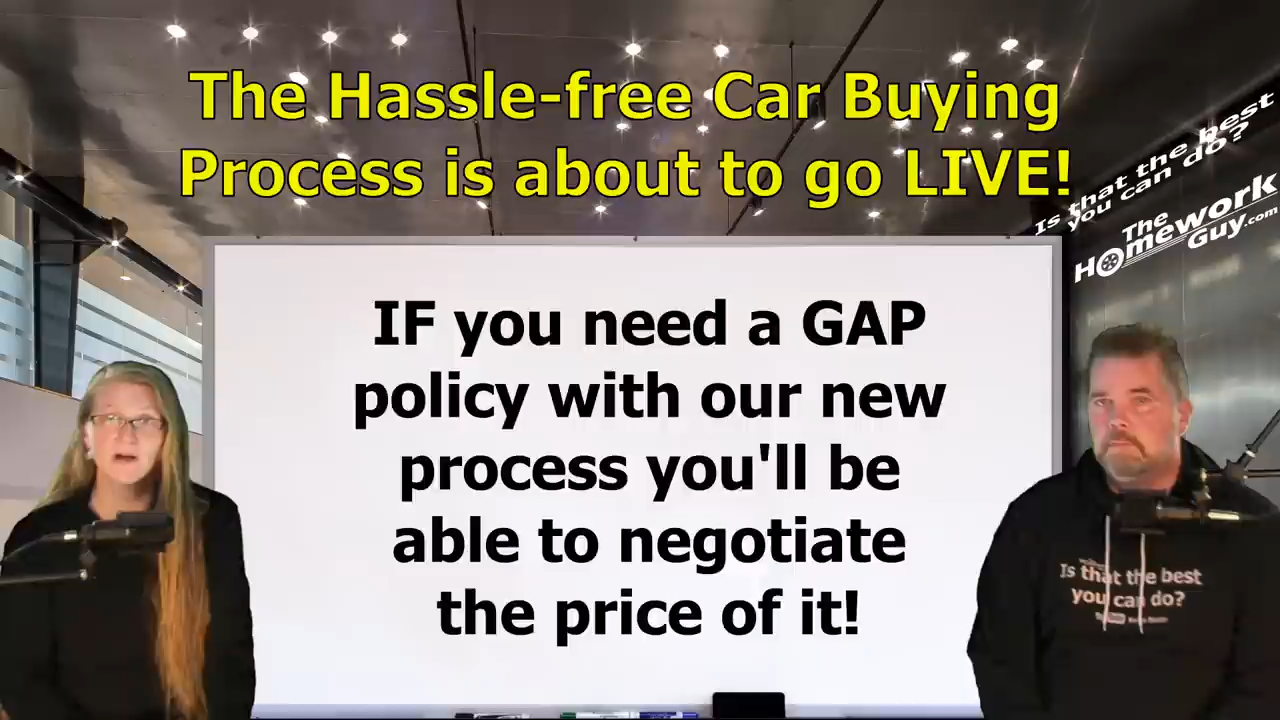 The Hassle-free Car Buying
Process is about to go LIVE!
Is that the best
you can do?
The
Homework
Guy.com
IF you need a GAP
policy with our new
process you'll be
able to negotiate
the price of it!
Is that the best
you can do?